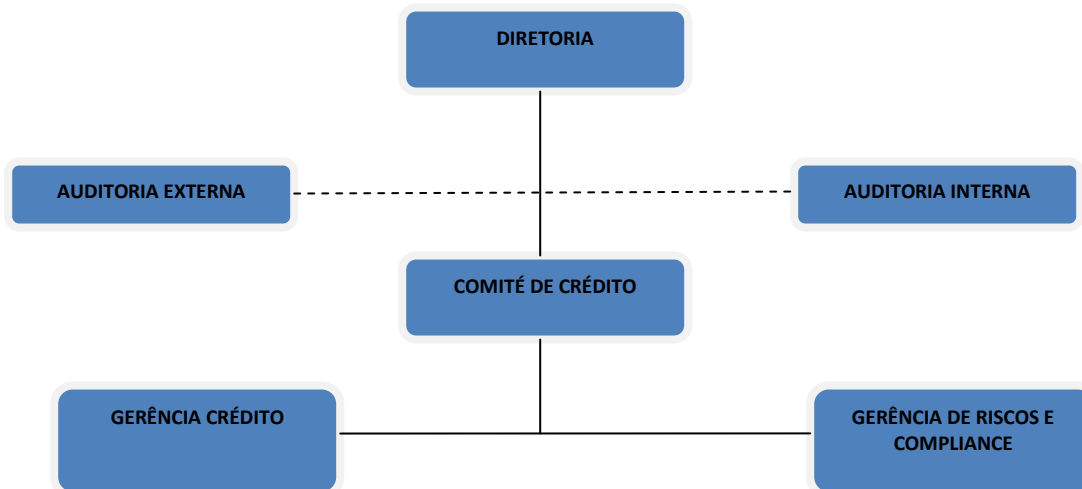 DIRETORIA
AUDITORIA EXTERNA
AUDITORIA INTERNA
COMITÉ DE CRÉDITO
GERÊNCIA CRÉDITO
GERÊNCIA DE RISCOS E
COMPLIANCE